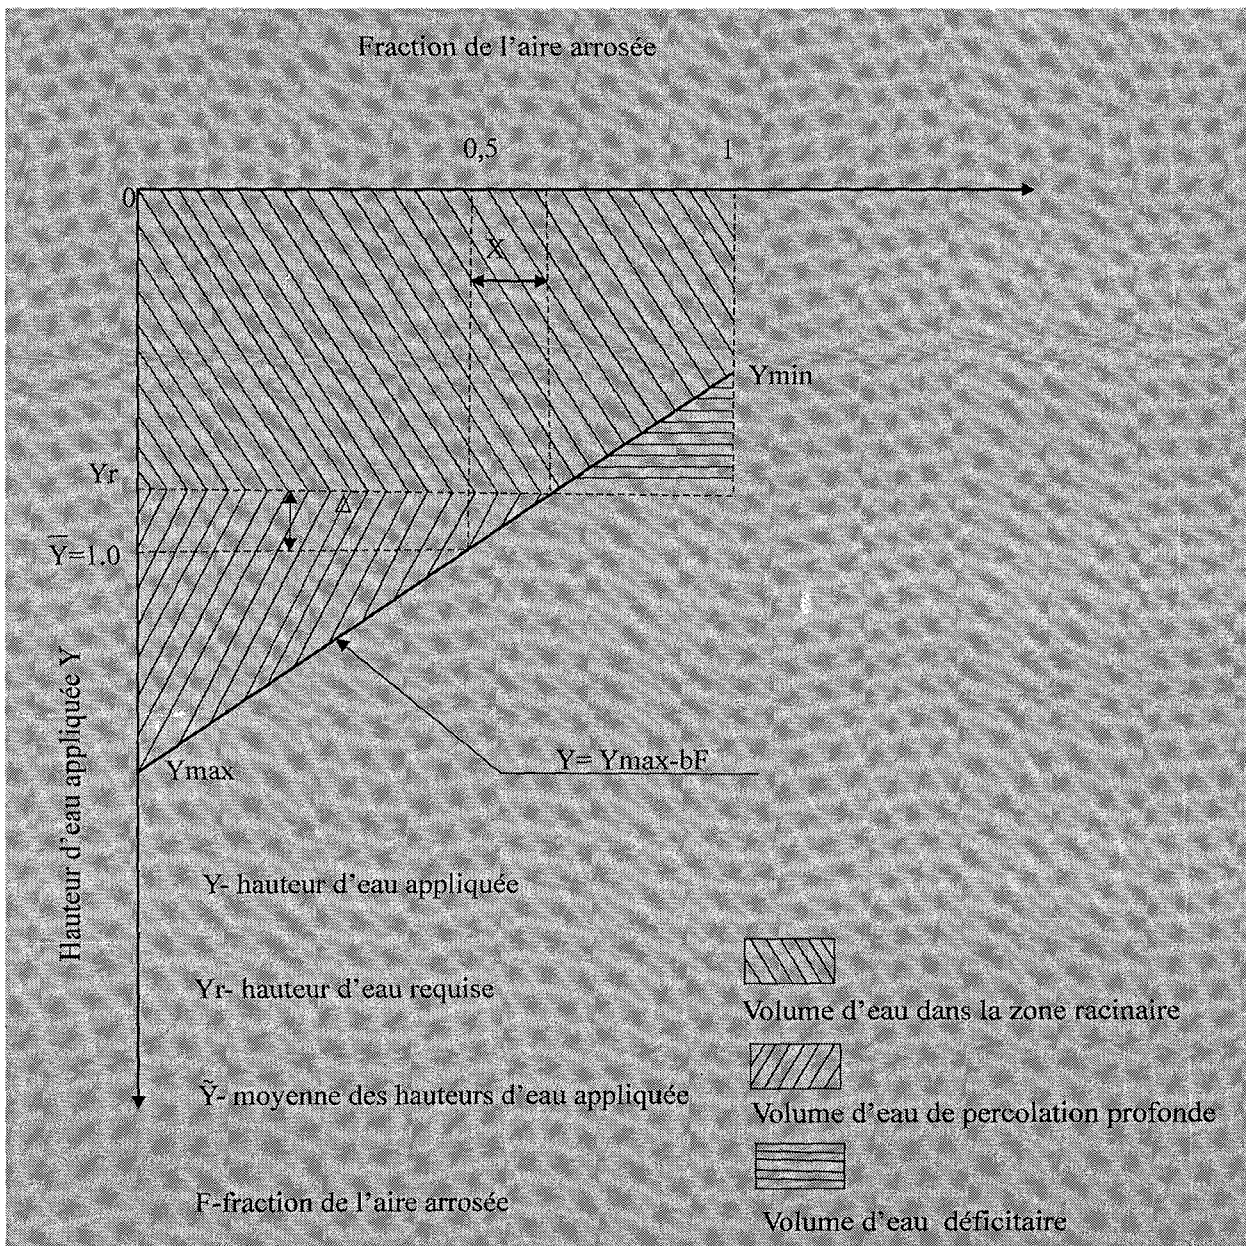 Fraction de l'aire arrosée
0,5
1
0
X
Ymin
Yr
Δ
Y̅=1.0
Hauteur d'eau appliquée Y
Ymax
Y= Ymax-bF
Y- hauteur d'eau appliquée
Yr- hauteur d'eau requise
Volume d'eau dans la zone racinaire
Ỹ- moyenne des hauteurs d'eau appliquée
Volume d'eau de percolation profonde
F-fraction de l'aire arrosée
Volume d'eau déficitaire